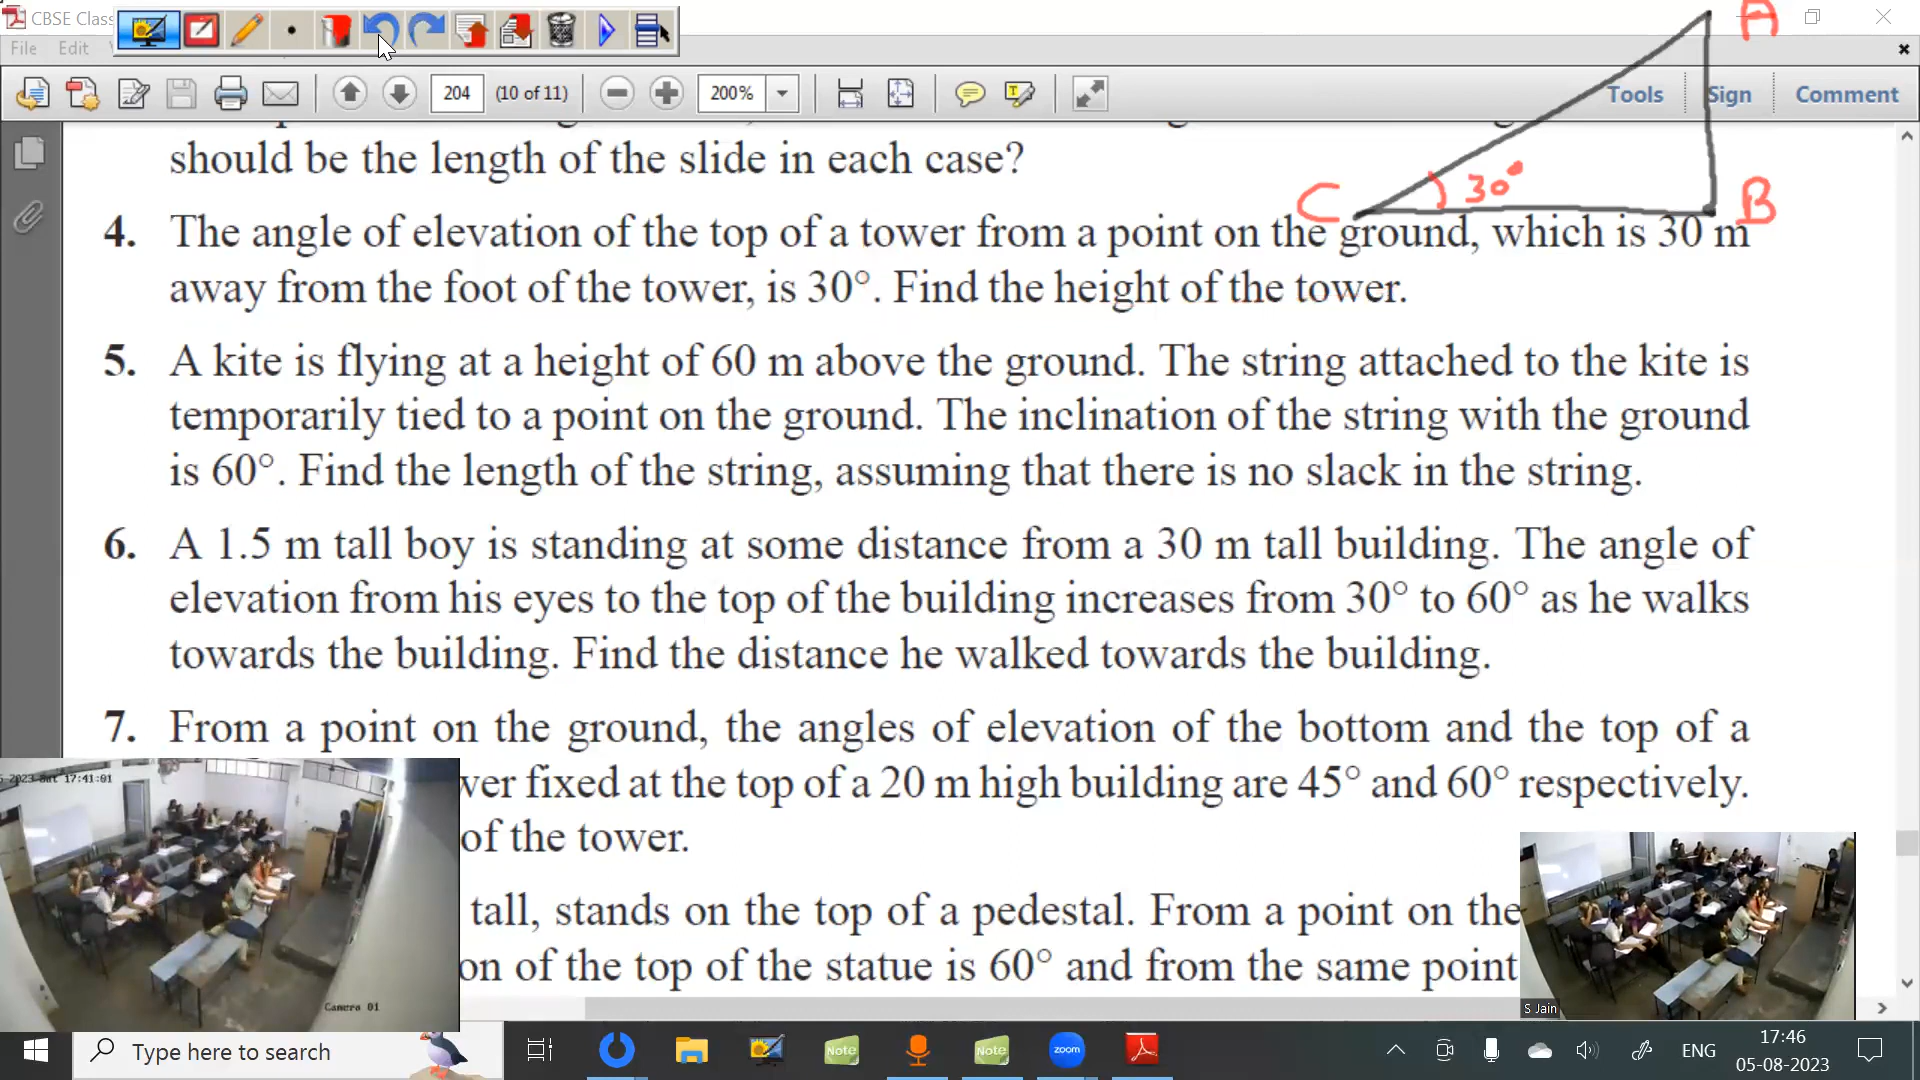 CBSE Class
File Edit
204 (10 of 11) 200% Tools Sign Comment
A
should be the length of the slide in each case?
C 30° B
4. The angle of elevation of the top of a tower from a point on the ground, which is 30 m
away from the foot of the tower, is 30°. Find the height of the tower.
5. A kite is flying at a height of 60 m above the ground. The string attached to the kite is
temporarily tied to a point on the ground. The inclination of the string with the ground
is 60°. Find the length of the string, assuming that there is no slack in the string.
6. A 1.5 m tall boy is standing at some distance from a 30 m tall building. The angle of
elevation from his eyes to the top of the building increases from 30° to 60° as he walks
towards the building. Find the distance he walked towards the building.
7. From a point on the ground, the angles of elevation of the bottom and the top of a
wer fixed at the top of a 20 m high building are 45° and 60° respectively.
of the tower.
tall, stands on the top of a pedestal. From a point on the
on of the top of the statue is 60° and from the same point
2023 Sat 17:41:01
Camera 01
S Jain
Type here to search
Note
Note
zoom
ENG
17:46
05-08-2023